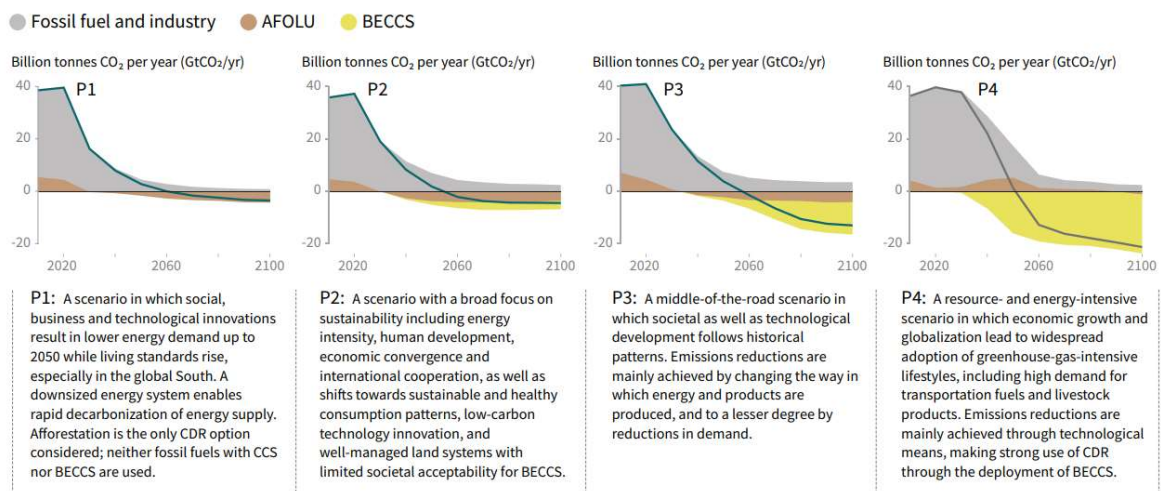 Fossil fuel and industry AFOLU BECCS
Billion tonnes CO₂ per year (GtCO₂/yr) Billion tonnes CO₂ per year (GtCO₂/yr) Billion tonnes CO₂ per year (GtCO₂/yr) Billion tonnes CO₂ per year (GtCO₂/yr)
40 P1 40 P2 40 P3 40 P4
20 20 20 20
0 0 0 0
-20 -20 -20 -20
2020 2060 2100 2020 2060 2100 2020 2060 2100 2020 2060 2100
P1: A scenario in which social,
business and technological innovations
result in lower energy demand up to
2050 while living standards rise,
especially in the global South. A
downsized energy system enables
rapid decarbonization of energy supply.
Afforestation is the only CDR option
considered; neither fossil fuels with CCS
nor BECCS are used.
P2: A scenario with a broad focus on
sustainability including energy
intensity, human development,
economic convergence and
international cooperation, as well as
shifts towards sustainable and healthy
consumption patterns, low-carbon
technology innovation, and
well-managed land systems with
limited societal acceptability for BECCS.
P3: A middle-of-the-road scenario in
which societal as well as technological
development follows historical
patterns. Emissions reductions are
mainly achieved by changing the way in
which energy and products are
produced, and to a lesser degree by
reductions in demand.
P4: A resource- and energy-intensive
scenario in which economic growth and
globalization lead to widespread
adoption of greenhouse-gas-intensive
lifestyles, including high demand for
transportation fuels and livestock
products. Emissions reductions are
mainly achieved through technological
means, making strong use of CDR
through the deployment of BECCS.